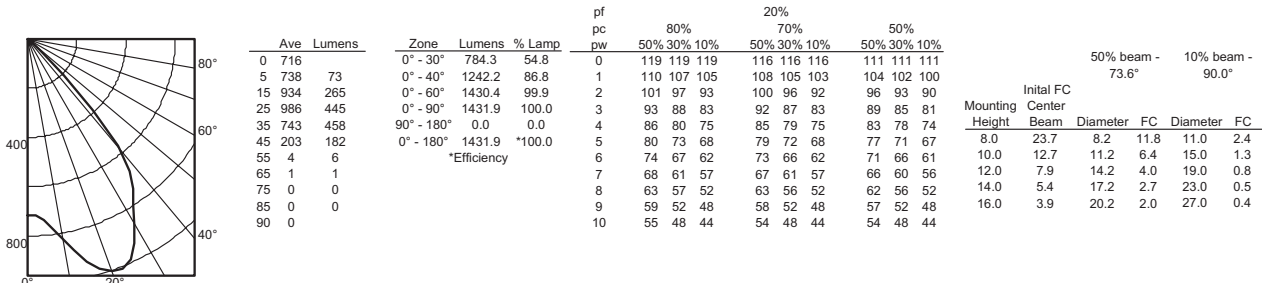 80°
60°
40°
400
800
0° 20°
Ave Lumens
0 716
5 738 73
15 934 265
25 986 445
35 743 458
45 203 182
55 4 6
65 1 1
75 0 0
85 0 0
90 0
Zone Lumens % Lamp
0° - 30° 784.3 54.8
0° - 40° 1242.2 86.8
0° - 60° 1430.4 99.9
0° - 90° 1431.9 100.0
90° - 180° 0.0 0.0
0° - 180° 1431.9 *100.0
*Efficiency
pf 20%
pc 80% 70% 50%
pw 50% 30% 10% 50% 30% 10% 50% 30% 10%
0 119 119 119 116 116 116 111 111 111
1 110 107 105 108 105 103 104 102 100
2 101 97 93 100 96 92 96 93 90
3 93 88 83 92 87 83 89 85 81
4 86 80 75 85 79 75 83 78 74
5 80 73 68 79 72 68 77 71 67
6 74 67 62 73 66 62 71 66 61
7 68 61 57 67 61 57 66 60 56
8 63 57 52 63 56 52 62 56 52
9 59 52 48 58 52 48 57 52 48
10 55 48 44 54 48 44 54 48 44
50% beam - 10% beam -
73.6° 90.0°
Inital FC
Mounting Center
Height Beam Diameter FC Diameter FC
8.0 23.7 8.2 11.8 11.0 2.4
10.0 12.7 11.2 6.4 15.0 1.3
12.0 7.9 14.2 4.0 19.0 0.8
14.0 5.4 17.2 2.7 23.0 0.5
16.0 3.9 20.2 2.0 27.0 0.4